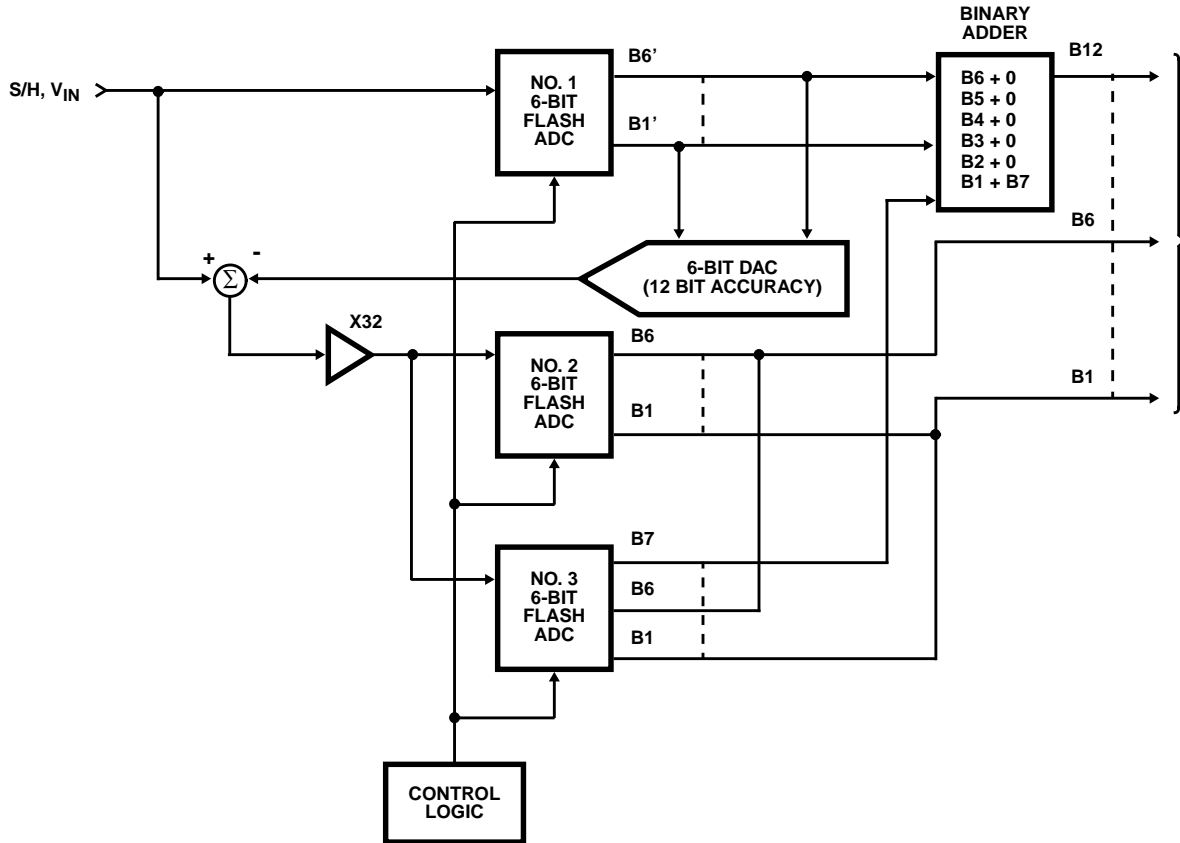 BINARY
ADDER
B6’
B12
S/H, VIN
NO. 1
6-BIT
FLASH
ADC
B1’
B6 + 0
B5 + 0
B4 + 0
B3 + 0
B2 + 0
B1 + B7
B6
+
-
Σ
6-BIT DAC
(12 BIT ACCURACY)
X32
B6
NO. 2
6-BIT
FLASH
ADC
B1
B1
B7
NO. 3
6-BIT
FLASH
ADC
B6
B1
CONTROL
LOGIC